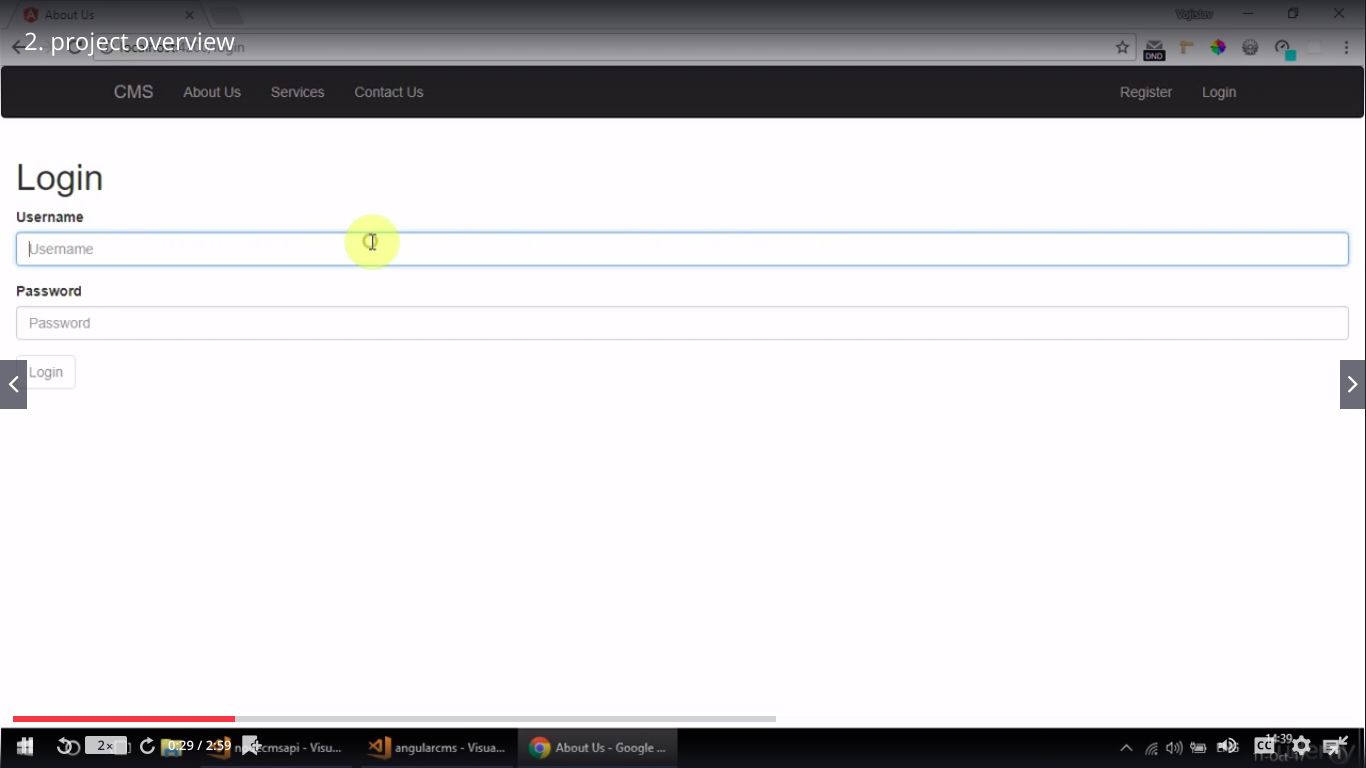 About Us
Vojislav
2. project overview
DND
CMS About Us Services Contact Us Register Login
Login
Username
Username
Password
Password
Login
2× 0:29 / 2:59 cmsapi - Visu... angularcms - Visua... About Us - Google ... CC 14:39
11-Oct-17